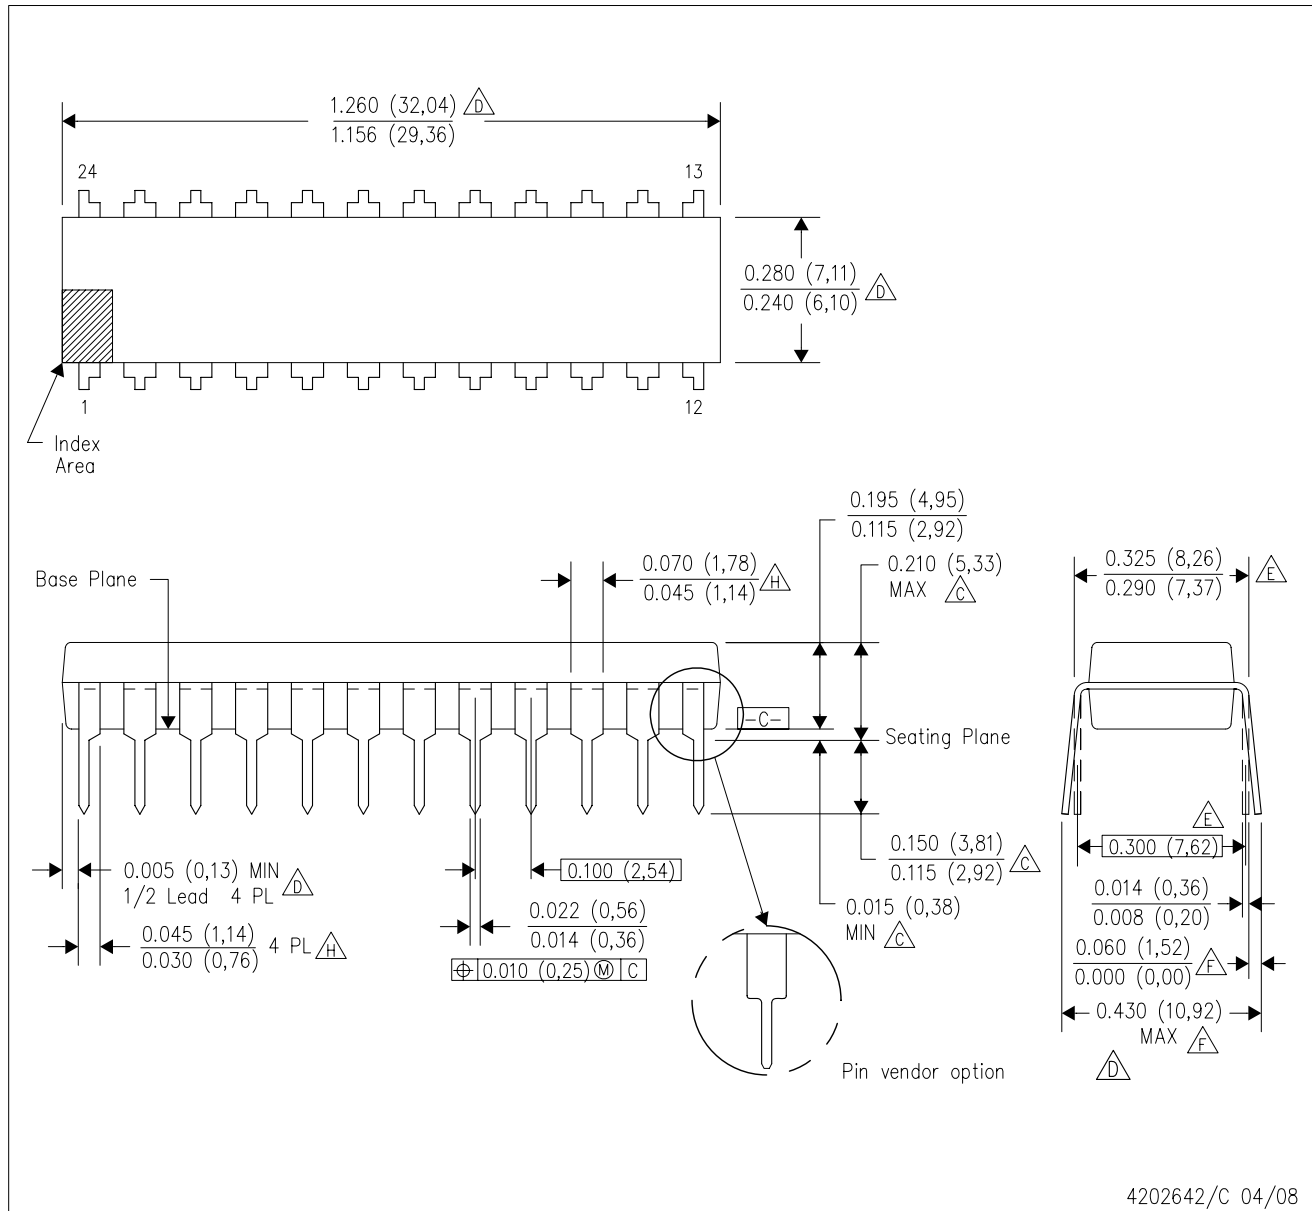 1.260 (32,04) D
1.156 (29,36)
24
13
0.280 (7,11)
0.240 (6,10) D
1
12
Index
Area
0.195 (4,95)
0.115 (2,92)
0.210 (5,33)
MAX C
0.070 (1,78)
0.045 (1,14) H
0.325 (8,26)
0.290 (7,37) E
Base Plane
-C-
Seating Plane
0.005 (0,13) MIN
1/2 Lead 4 PL D
0.100 (2,54)
0.150 (3,81)
0.115 (2,92) C
E
0.300 (7,62)
0.045 (1,14)
0.030 (0,76) 4 PL H
0.022 (0,56)
0.014 (0,36)
⌖ 0.010 (0,25) Ⓜ C
0.015 (0,38)
MIN C
0.014 (0,36)
0.008 (0,20)
0.060 (1,52)
0.000 (0,00) F
0.430 (10,92)
MAX F
D
Pin vendor option
4202642/C 04/08